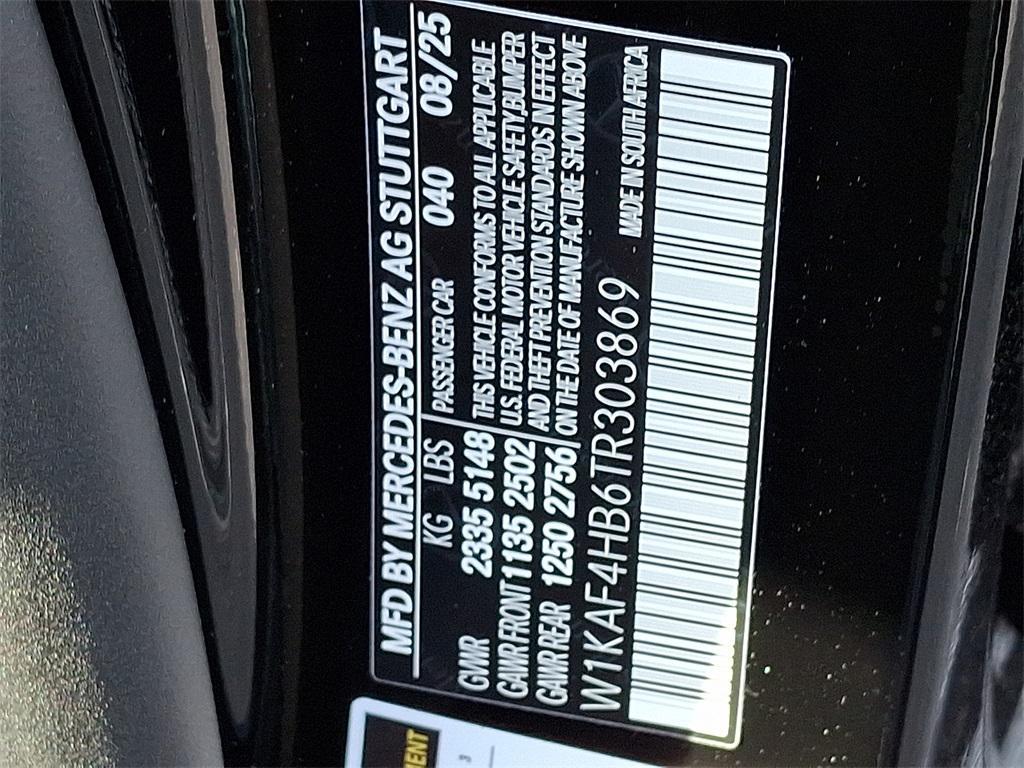 MFD BY MERCEDES-BENZ AG STUTTGART
KG LBS PASSENGER CAR 040 08/25
GVWR 2335 5148 THIS VEHICLE CONFORMS TO ALL APPLICABLE
GAWR FRONT 1135 2502 U.S. FEDERAL MOTOR VEHICLE SAFETY, BUMPER
GAWR REAR 1250 2756 AND THEFT PREVENTION STANDARDS IN EFFECT
ON THE DATE OF MANUFACTURE SHOWN ABOVE
W1KAF4HB6TR303869 MADE IN SOUTH AFRICA
3